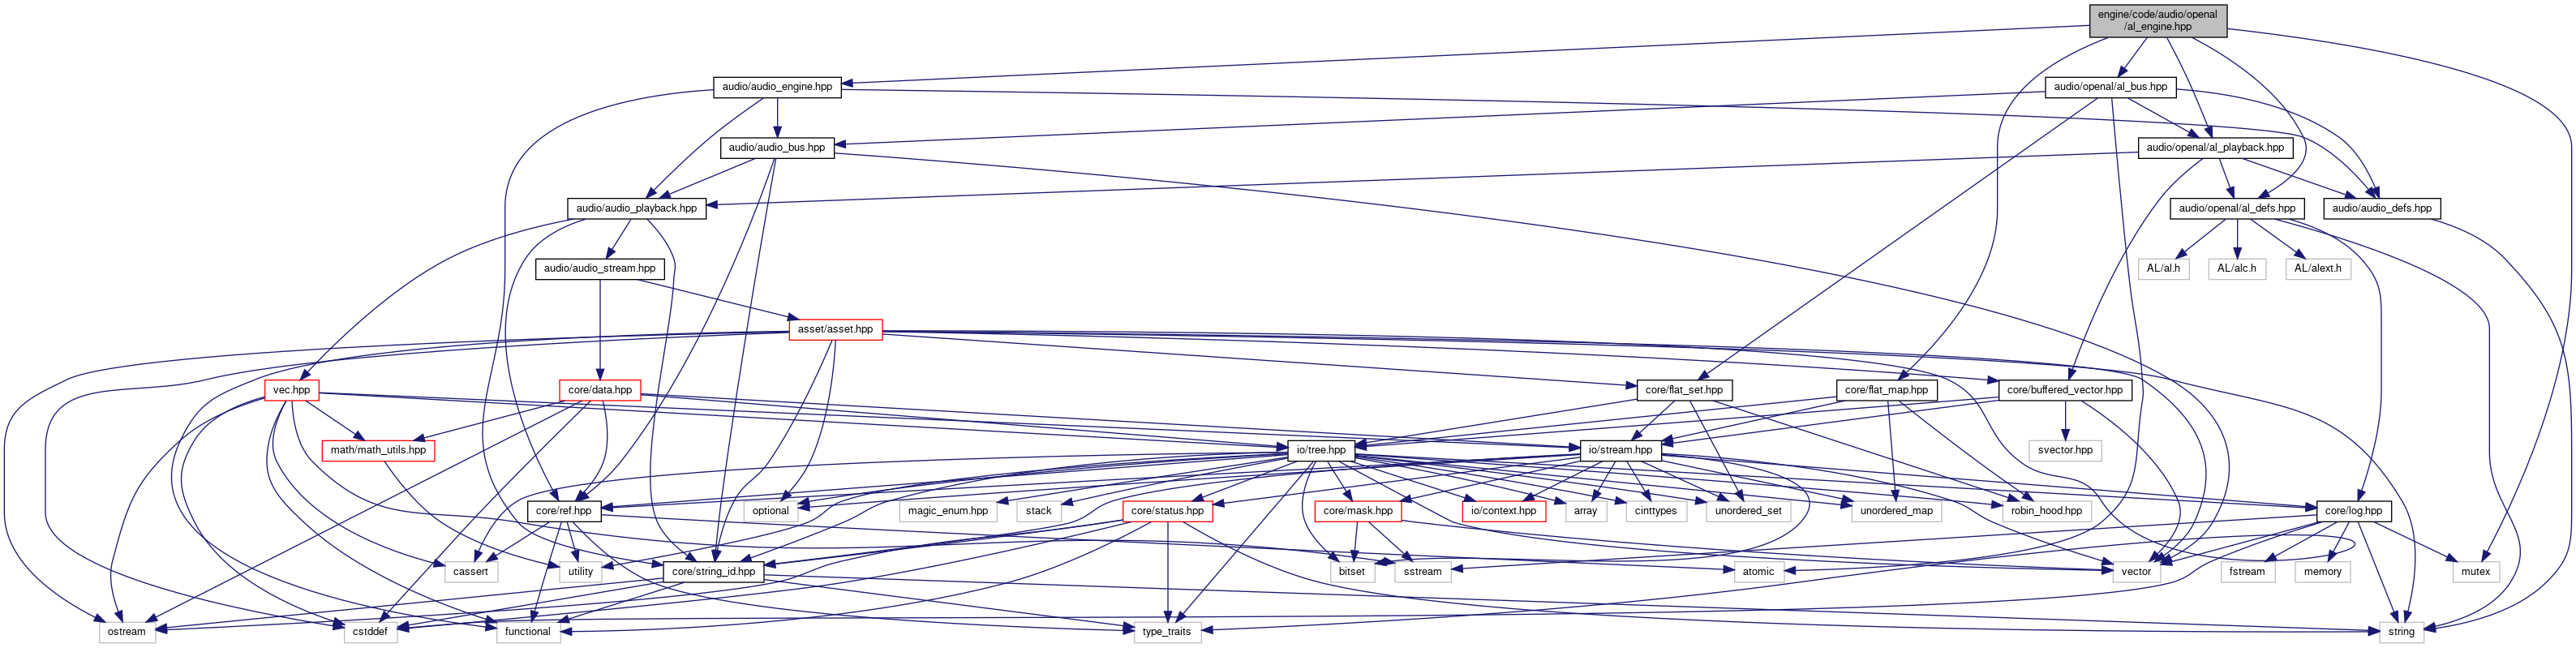 engine/code/audio/openal
/al_engine.hpp
audio/audio_engine.hpp
audio/openal/al_bus.hpp
audio/audio_bus.hpp
audio/openal/al_playback.hpp
audio/audio_playback.hpp
audio/openal/al_defs.hpp
audio/audio_defs.hpp
audio/audio_stream.hpp
AL/al.h
AL/alc.h
AL/alext.h
asset/asset.hpp
vec.hpp
core/data.hpp
core/flat_set.hpp
core/flat_map.hpp
core/buffered_vector.hpp
math/math_utils.hpp
io/tree.hpp
io/stream.hpp
svector.hpp
core/ref.hpp
optional
magic_enum.hpp
stack
core/status.hpp
core/mask.hpp
io/context.hpp
array
cinttypes
unordered_set
unordered_map
robin_hood.hpp
core/log.hpp
cassert
utility
core/string_id.hpp
bitset
sstream
atomic
vector
fstream
memory
mutex
ostream
cstddef
functional
type_traits
string